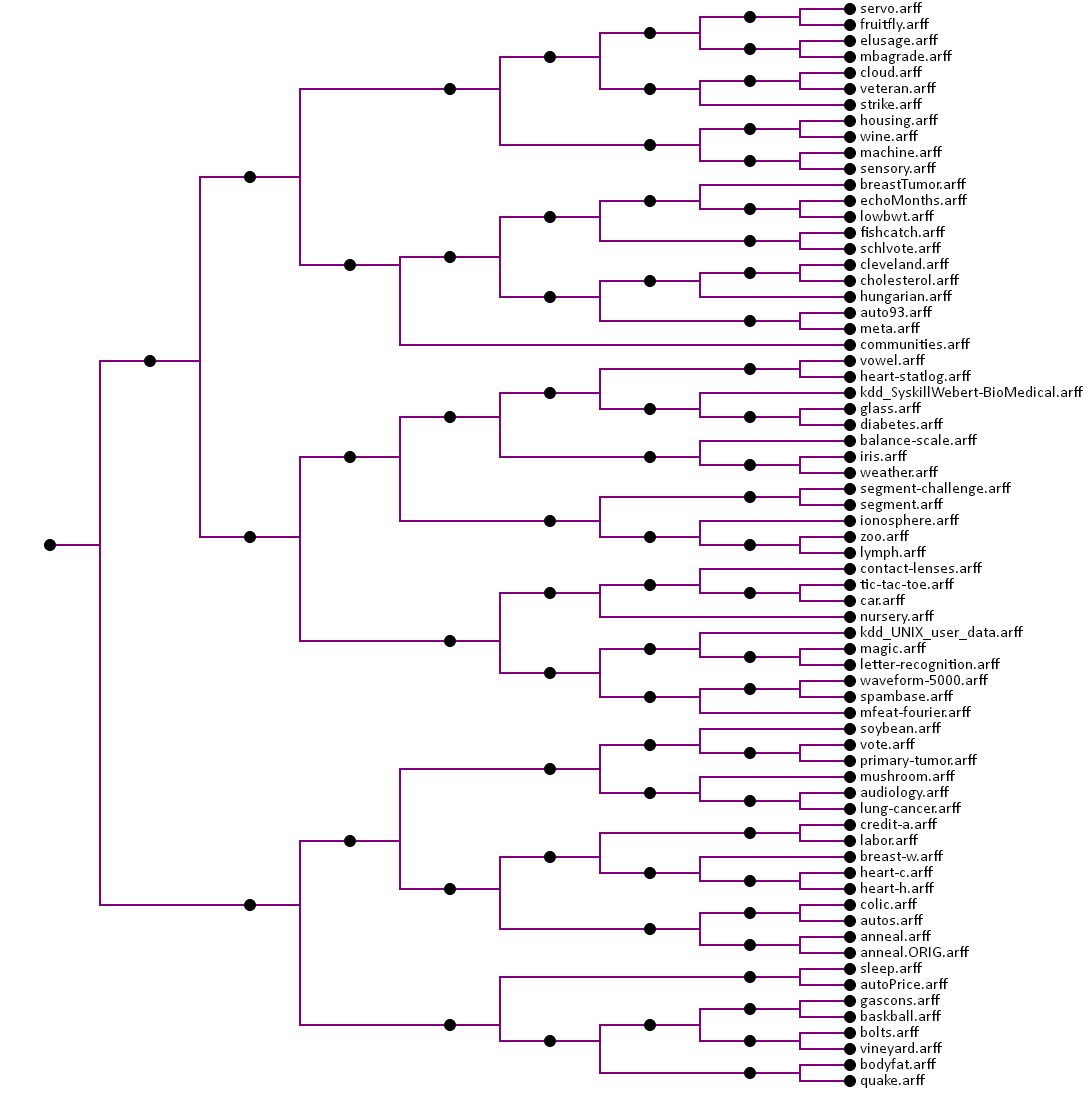 servo.arff
fruitfly.arff
elusage.arff
mbagrade.arff
cloud.arff
veteran.arff
strike.arff
housing.arff
wine.arff
machine.arff
sensory.arff
breastTumor.arff
echoMonths.arff
lowbwt.arff
fishcatch.arff
schlvote.arff
cleveland.arff
cholesterol.arff
hungarian.arff
auto93.arff
meta.arff
communities.arff
vowel.arff
heart-statlog.arff
kdd_SyskillWebert-BioMedical.arff
glass.arff
diabetes.arff
balance-scale.arff
iris.arff
weather.arff
segment-challenge.arff
segment.arff
ionosphere.arff
zoo.arff
lymph.arff
contact-lenses.arff
tic-tac-toe.arff
car.arff
nursery.arff
kdd_UNIX_user_data.arff
magic.arff
letter-recognition.arff
waveform-5000.arff
spambase.arff
mfeat-fourier.arff
soybean.arff
vote.arff
primary-tumor.arff
mushroom.arff
audiology.arff
lung-cancer.arff
credit-a.arff
labor.arff
breast-w.arff
heart-c.arff
heart-h.arff
colic.arff
autos.arff
anneal.arff
anneal.ORIG.arff
sleep.arff
autoPrice.arff
gascons.arff
baskball.arff
bolts.arff
vineyard.arff
bodyfat.arff
quake.arff